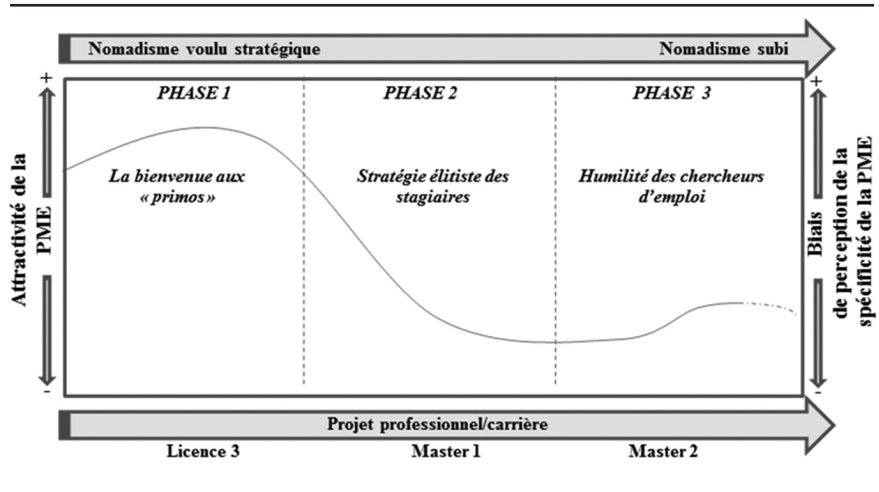 Nomadisme voulu stratégique
Nomadisme subi
+
+
PHASE 1
PHASE 2
PHASE 3
La bienvenue aux
« primos »
Stratégie élitiste des
stagiaires
Humilité des chercheurs
d’emploi
Attractivité de la
PME
Biais
de perception de la
spécificité de la PME
-
-
Projet professionnel/carrière
Licence 3
Master 1
Master 2